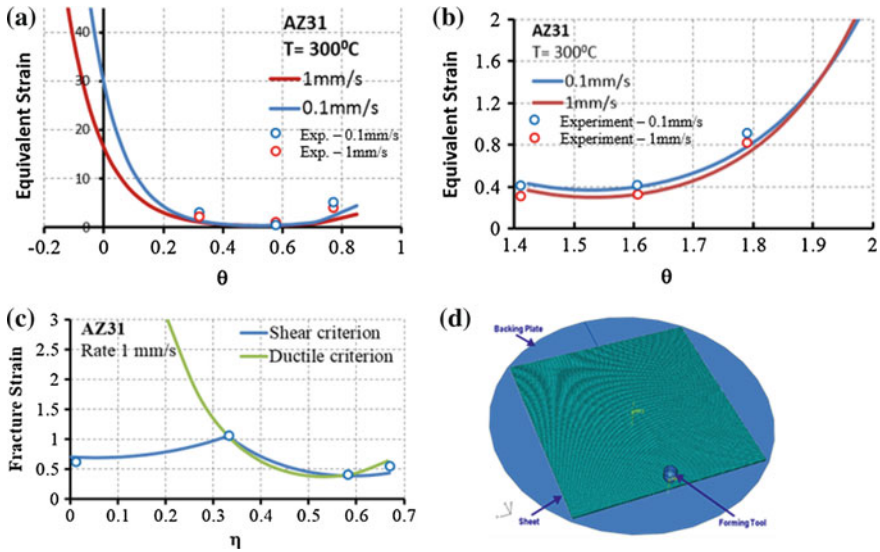 (a)
AZ31
T= 300⁰C
1mm/s
0.1mm/s
Exp. – 0.1mm/s
Exp. – 1mm/s
Equivalent Strain
40
30
20
10
0
-0.2 0 0.2 0.4 0.6 0.8 1
θ
(b)
AZ31
T= 300⁰C
0.1mm/s
1mm/s
Experiment – 0.1mm/s
Experiment – 1mm/s
Equivalent Strain
2
1.6
1.2
0.8
0.4
0
1.4 1.5 1.6 1.7 1.8 1.9 2
θ
(c)
AZ31
Rate 1 mm/s
Shear criterion
Ductile criterion
Fracture Strain
3
2.5
2
1.5
1
0.5
0
0 0.1 0.2 0.3 0.4 0.5 0.6 0.7
η
(d)
Backing Plate
Sheet
Forming Tool